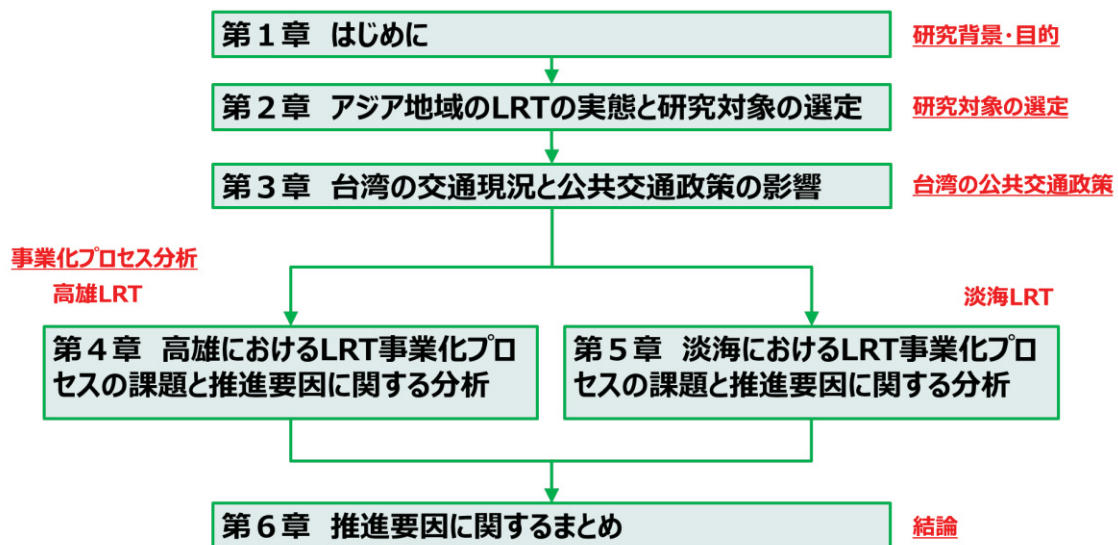 第１章 はじめに
研究背景・目的
第２章 アジア地域のLRTの実態と研究対象の選定
研究対象の選定
第３章 台湾の交通現況と公共交通政策の影響
台湾の公共交通政策
事業化プロセス分析
高雄LRT
淡海LRT
第４章 高雄におけるLRT事業化プロ
セスの課題と推進要因に関する分析
第５章 淡海におけるLRT事業化プロ
セスの課題と推進要因に関する分析
第６章 推進要因に関するまとめ
結論